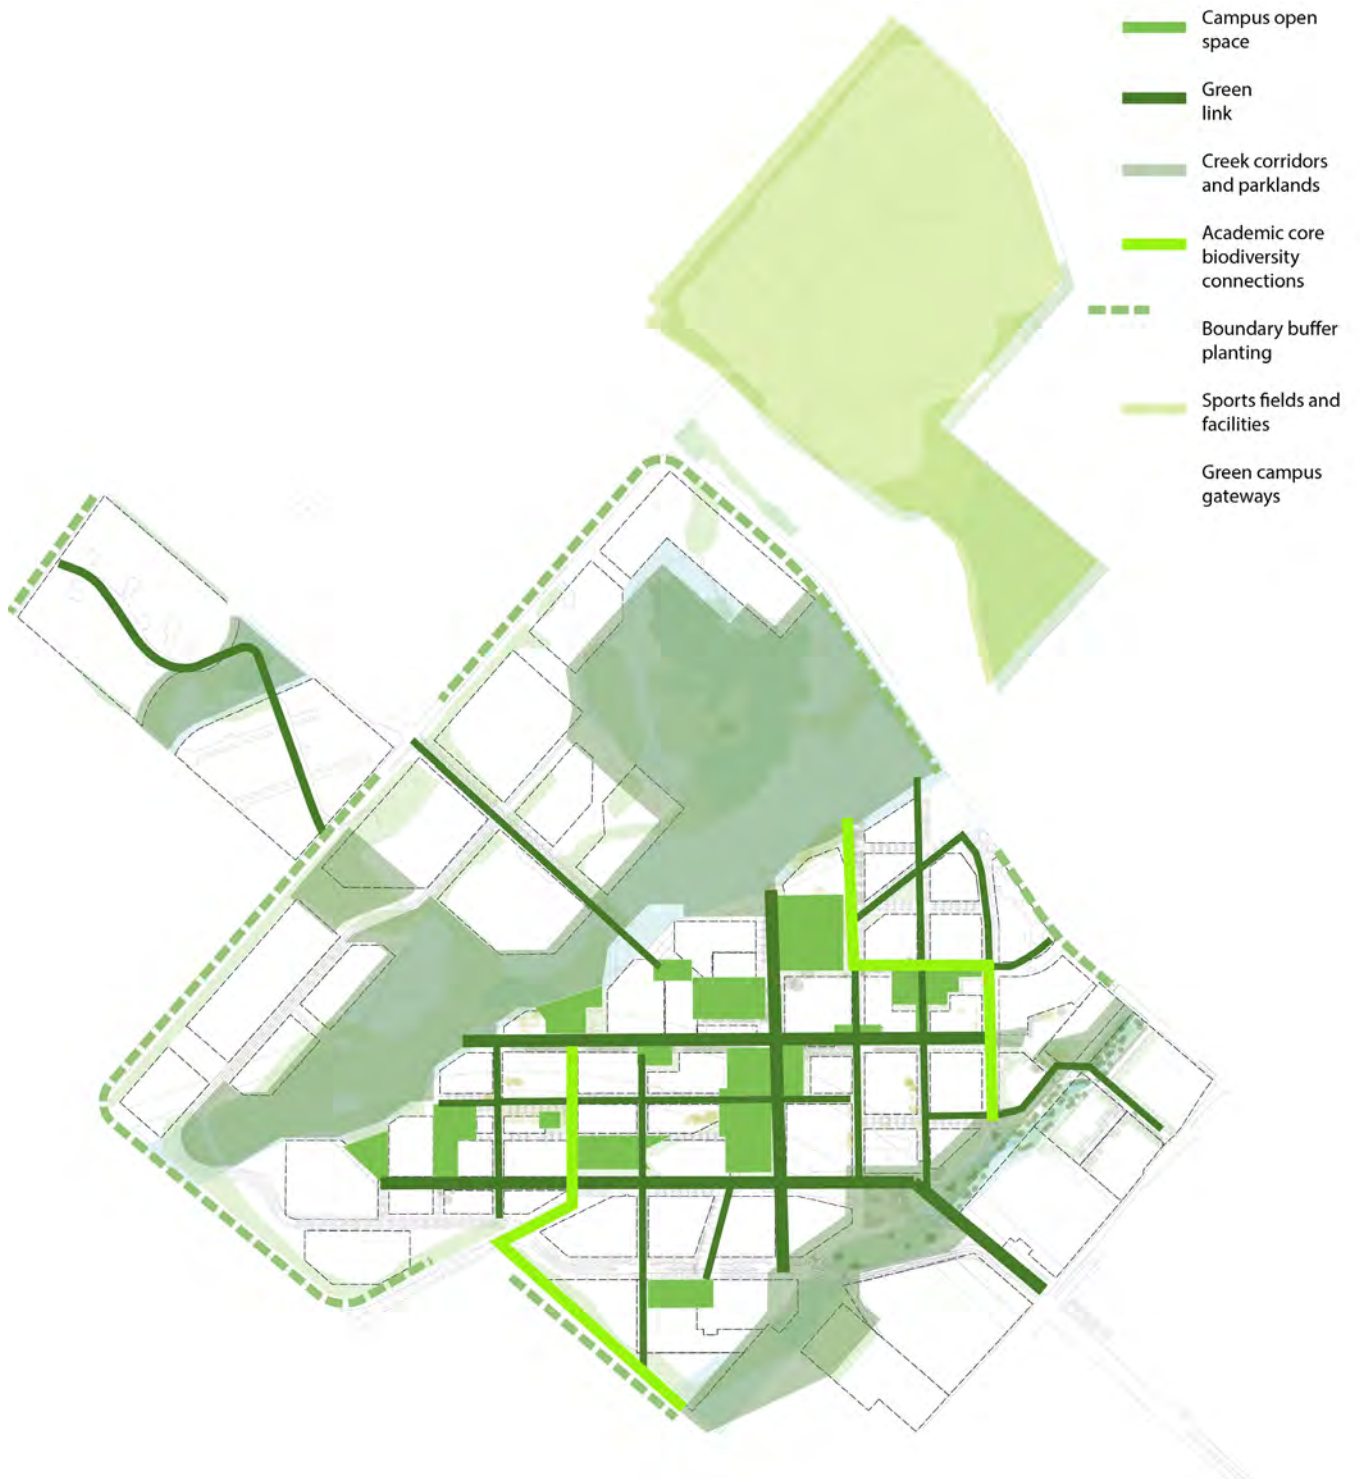 Campus open
space
Green
link
Creek corridors
and parklands
Academic core
biodiversity
connections
Boundary buffer
planting
Sports fields and
facilities
Green campus
gateways